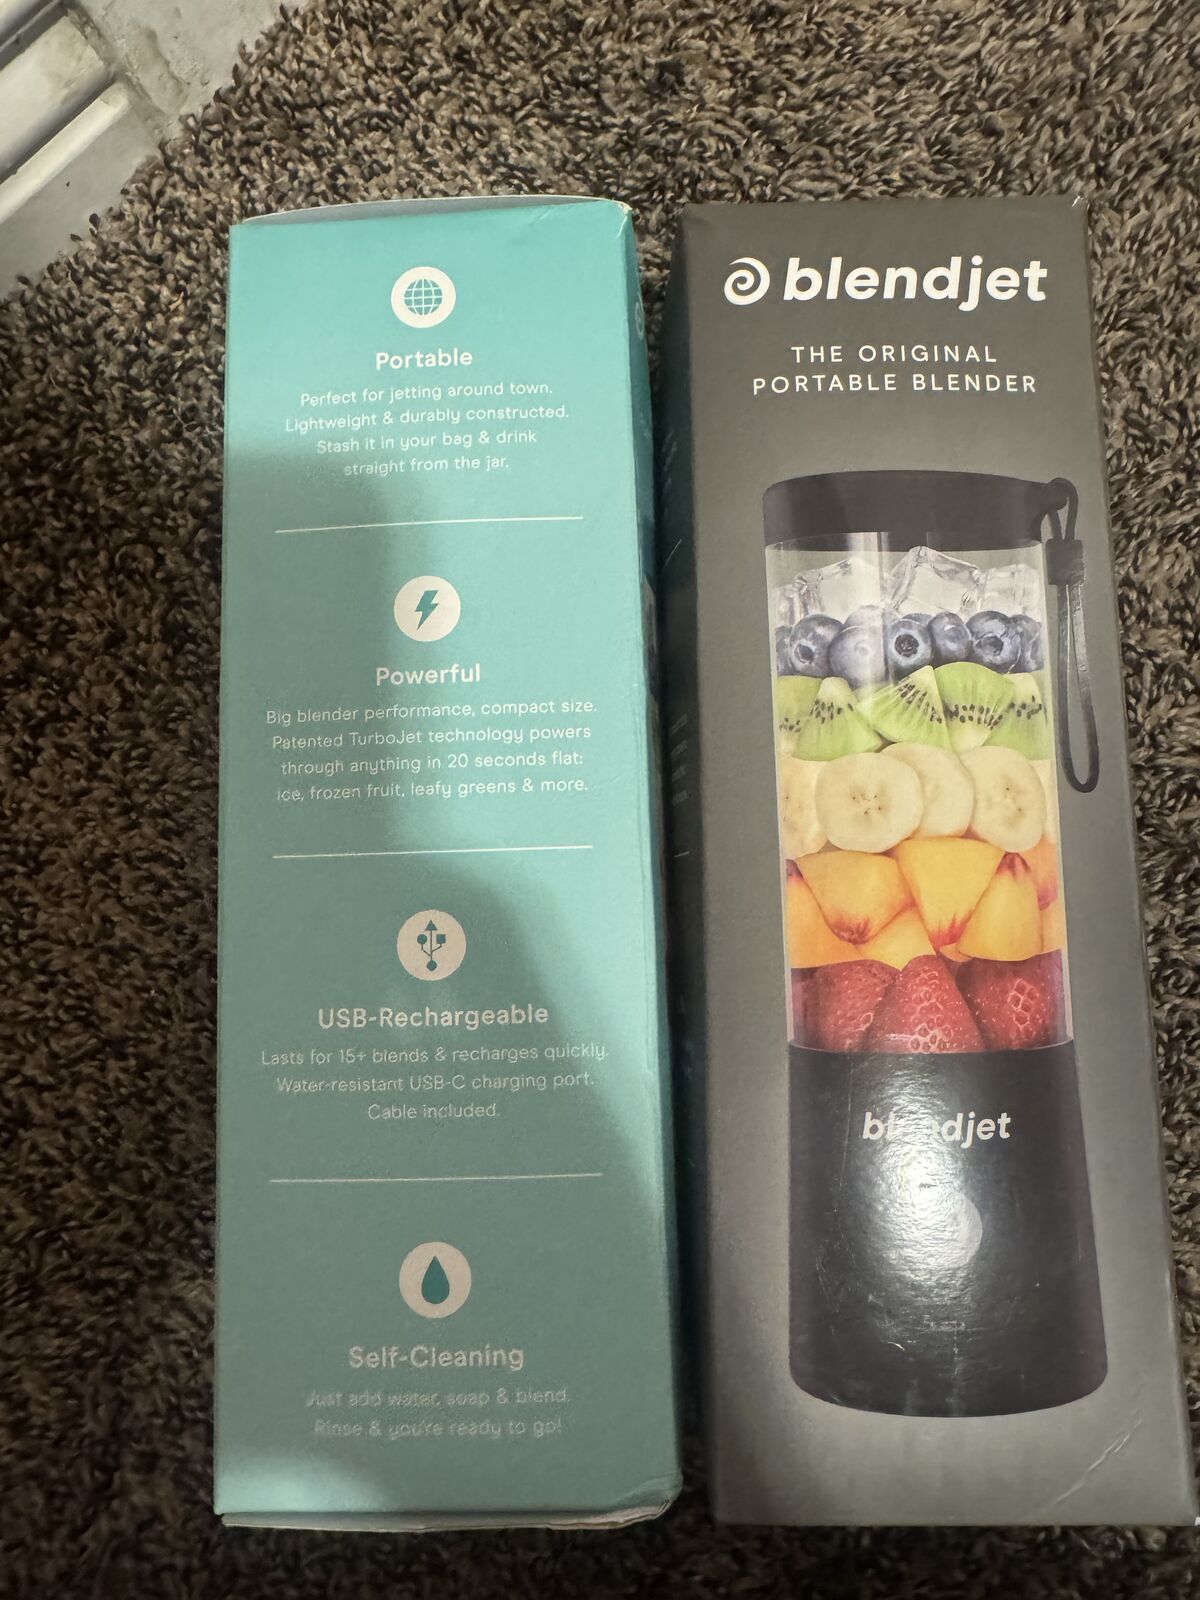 Portable
Perfect for jetting around town.
Lightweight & durably constructed.
Stash it in your bag & drink
straight from the jar.
Powerful
Big blender performance, compact size.
Patented TurboJet technology powers
through anything in 20 seconds flat:
ice, frozen fruit, leafy greens & more.
USB-Rechargeable
Lasts for 15+ blends & recharges quickly.
Water-resistant USB-C charging port.
Cable included.
Self-Cleaning
Just add water, soap & blend.
Rinse & you're ready to go!
blendjet
THE ORIGINAL
PORTABLE BLENDER
blendjet